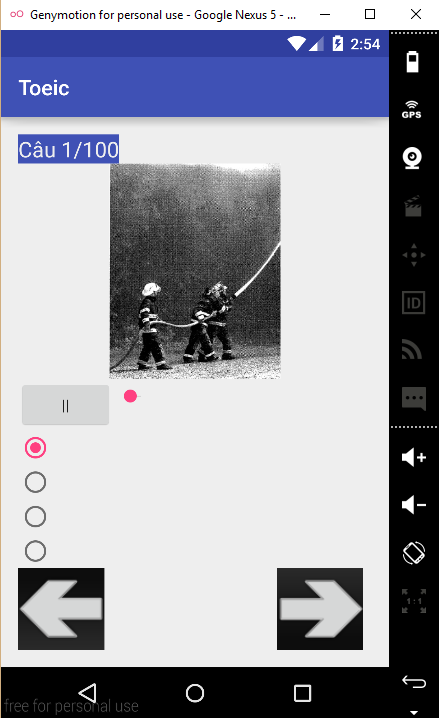 Genymotion for personal use - Google Nexus 5 - ...
2:54
Toeic
GPS
Câu 1/100
ID
||
1:1
free for personal use